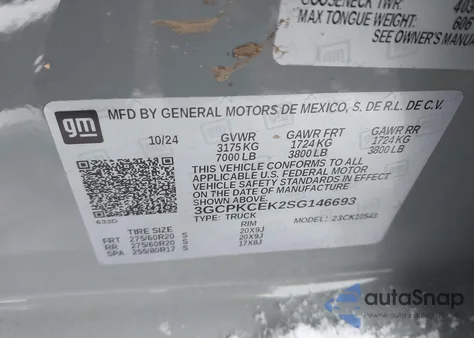 GOOSENECK TWR:
MAX TONGUE WEIGHT:
SEE OWNER'S MANUA
gm
MFD BY GENERAL MOTORS DE MEXICO, S. DE R.L. DE C.V.
10/24 GVWR GAWR FRT GAWR RR
3175 KG 1724 KG 1724 KG
7000 LB 3800 LB 3800 LB
THIS VEHICLE CONFORMS TO ALL
APPLICABLE U.S. FEDERAL MOTOR
VEHICLE SAFETY STANDARDS IN EFFECT
ON THE DATE OF MANUFACTURE
SHOWN ABOVE.
3GCPKCEK2SG146693
633D
TYPE: TRUCK MODEL: 23CK10543
TIRE SIZE RIM
FRT 275/60R20 S 20X9J
RR 275/60R20 S 20X9J
SPA 255/80R17 S 17X8J
autaSnap